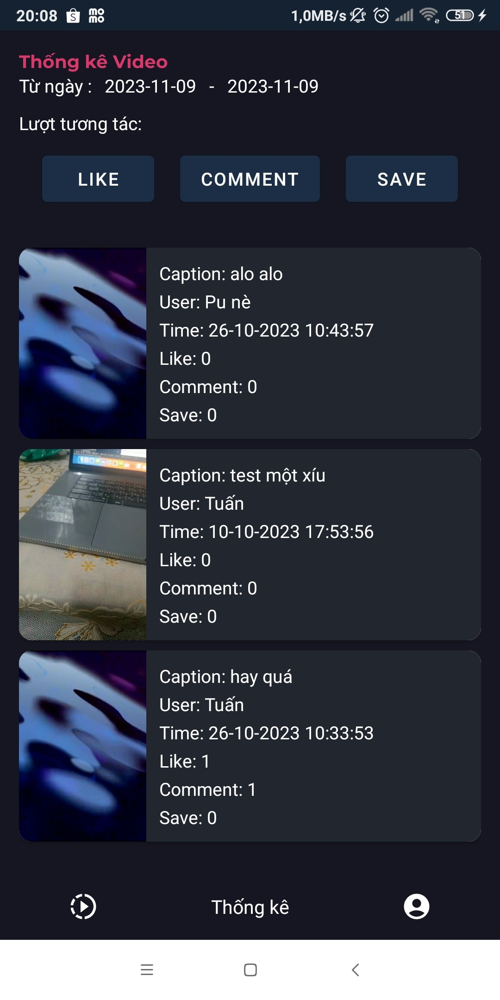 20:08 S mo mo 1,0MB/s 51
Thống kê Video
Từ ngày : 2023-11-09 - 2023-11-09
Lượt tương tác:
LIKE COMMENT SAVE
Caption: alo alo
User: Pu nè
Time: 26-10-2023 10:43:57
Like: 0
Comment: 0
Save: 0
Caption: test một xíu
User: Tuấn
Time: 10-10-2023 17:53:56
Like: 0
Comment: 0
Save: 0
Caption: hay quá
User: Tuấn
Time: 26-10-2023 10:33:53
Like: 1
Comment: 1
Save: 0
Thống kê